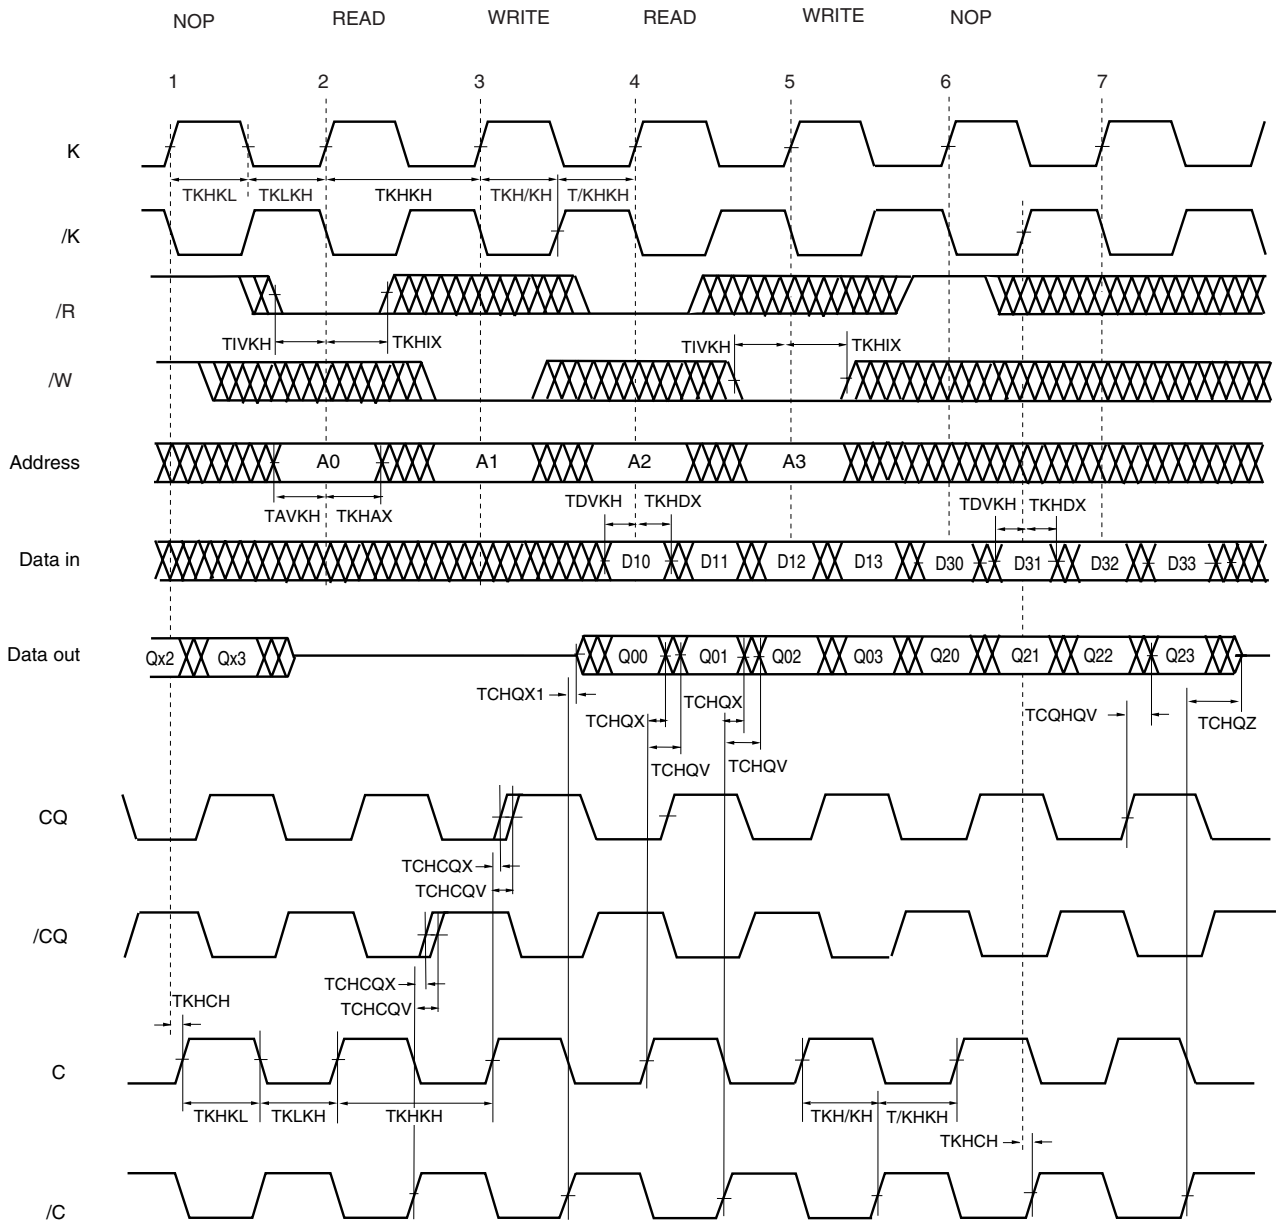 NOP READ WRITE READ WRITE NOP
1 2 3 4 5 6 7
K
TKHKL TKLKH TKHKH TKH/KH T/KHKH
/K
/R
TIVKH TKHIX TIVKH TKHIX
/W
Address A0 A1 A2 A3
TAVKH TKHAX TDVKH TKHDX TDVKH TKHDX
Data in D10 D11 D12 D13 D30 D31 D32 D33
Data out Qx2 Qx3 Q00 Q01 Q02 Q03 Q20 Q21 Q22 Q23
TCHQX1 TCHQX TCHQX TCQHQV TCHQZ
TCHQV TCHQV
CQ
TCHCQX
TCHCQV
/CQ
TCHCQX
TCHCQV
TKHCH
C
TKHKL TKLKH TKHKH TKH/KH T/KHKH
TKHCH
/C